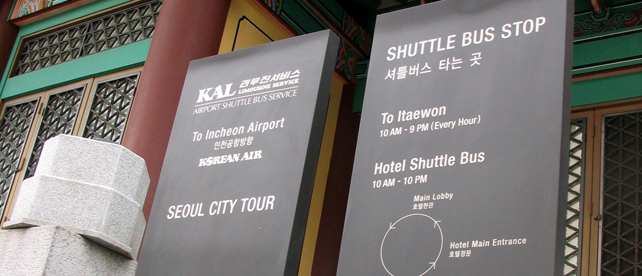 KAL 리무진서비스
LIMOUSINE SERVICE
AIRPORT SHUTTLE BUS SERVICE
To Incheon Airport
인천공항방향
KOREAN AIR
SEOUL CITY TOUR
SHUTTLE BUS STOP
셔틀버스 타는 곳
To Itaewon
10 AM - 9 PM (Every Hour)
Hotel Shuttle Bus
10 AM - 10 PM
Main Lobby
호텔현관
Hotel Main Entrance
호텔정문